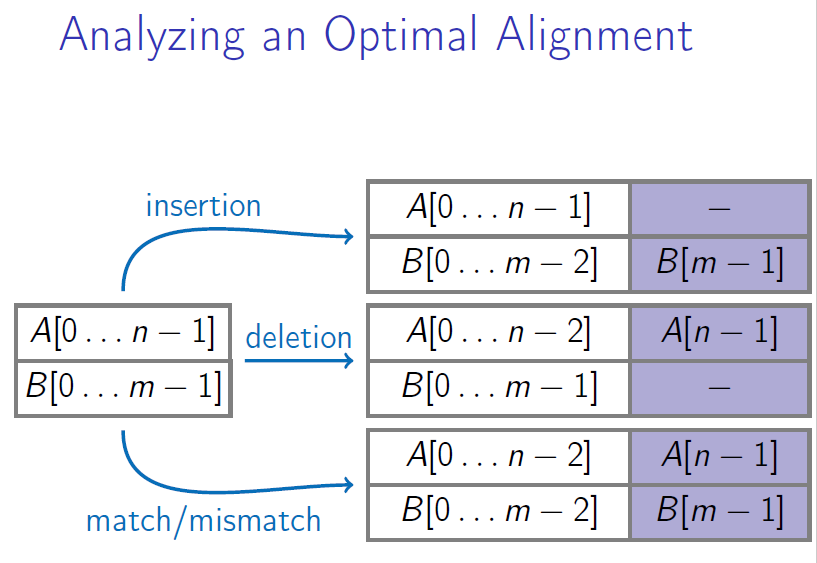 Analyzing an Optimal Alignment
insertion
A[0 … n − 1] −
B[0 … m − 2] B[m − 1]
A[0 … n − 1]
B[0 … m − 1]
deletion
A[0 … n − 2] A[n − 1]
B[0 … m − 1] −
match/mismatch
A[0 … n − 2] A[n − 1]
B[0 … m − 2] B[m − 1]